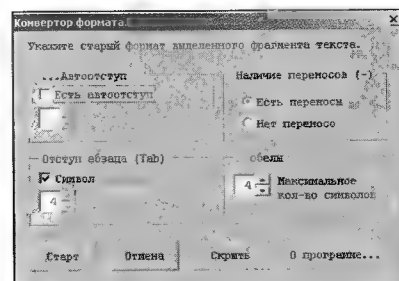 Конвертор формата.
Укажите старый формат выделенного фрагмента текста.
...Автоотступ
Есть автоотступ
Наличие переносов (-)
Есть переносы
Нет переносо
Отступ абзаца (Tab)
Символ
4
обелы
4 Максимальное
кол-во символов
Старт Отмена Скрыть О программе...